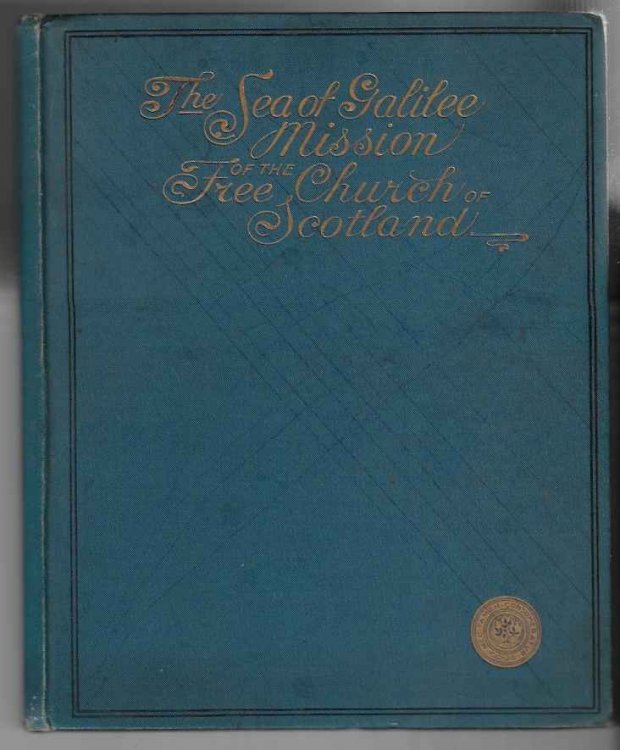 The Sea of Galilee
Mission
OF THE
Free Church OF
Scotland